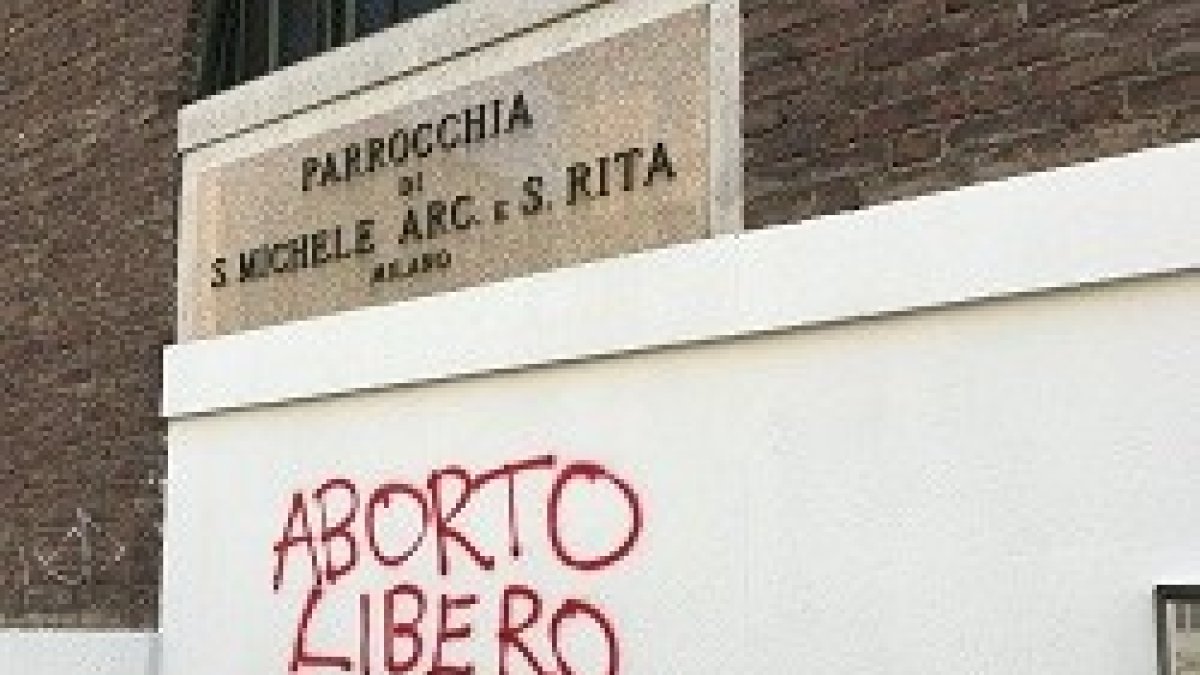 PARROCCHIA
DI
S. MICHELE ARC. E S. RITA
MILANO
ABORTO
LIBERO